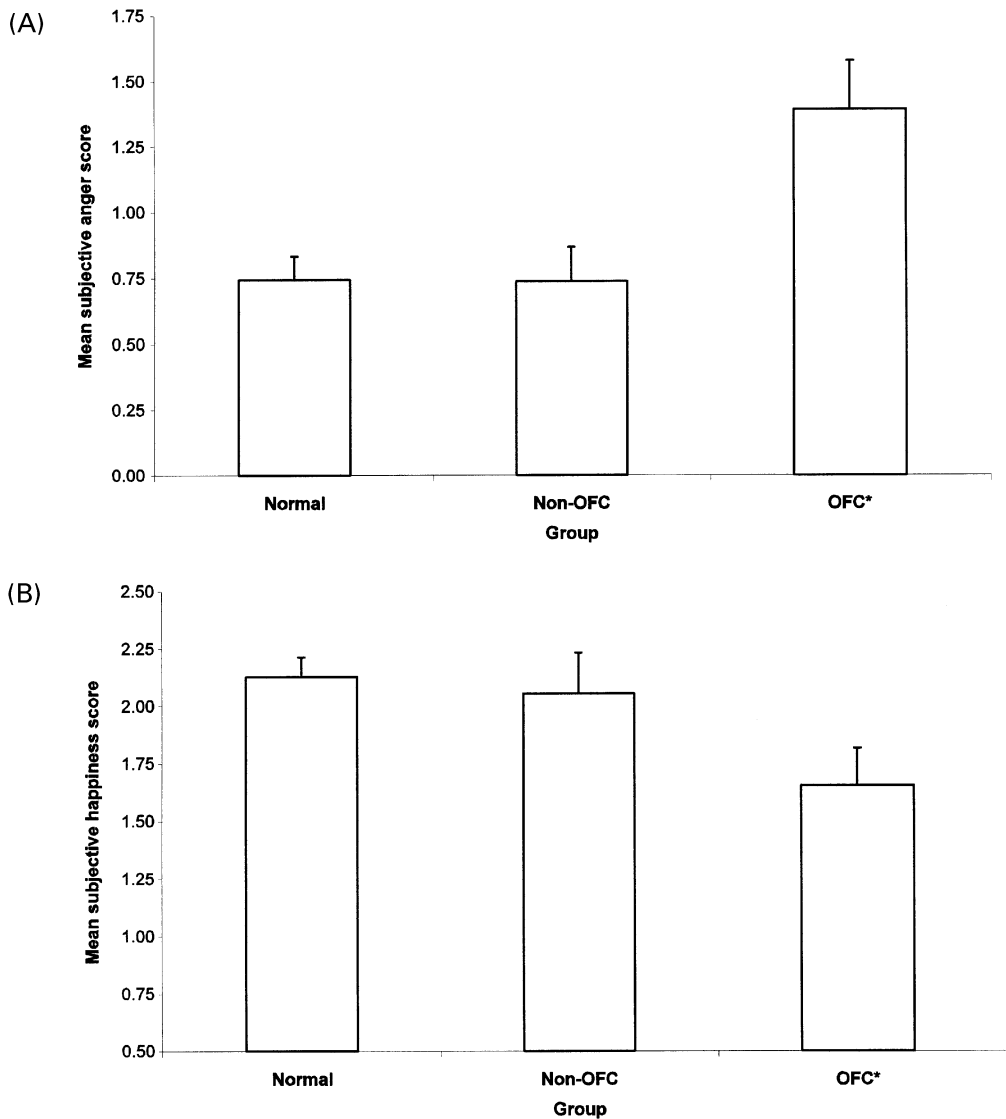 (A)
Mean subjective anger score
1.75
1.50
1.25
1.00
0.75
0.50
0.25
0.00
Normal
Non-OFC
OFC*
Group
(B)
Mean subjective happiness score
2.50
2.25
2.00
1.75
1.50
1.25
1.00
0.75
0.50
Normal
Non-OFC
OFC*
Group